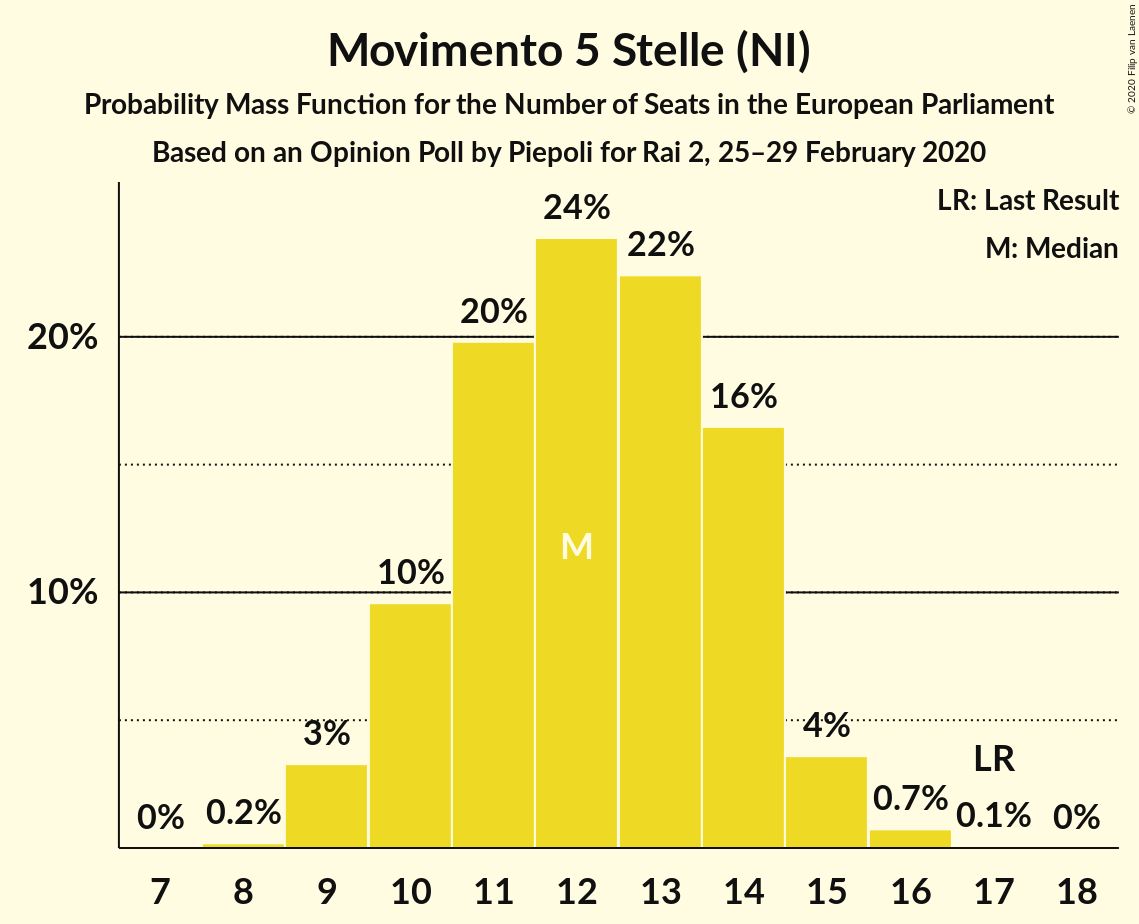 Movimento 5 Stelle (NI)
Probability Mass Function for the Number of Seats in the European Parliament
Based on an Opinion Poll by Piepoli for Rai 2, 25–29 February 2020
© 2020 Filip van Laenen
LR: Last Result
M: Median
24%
22%
20%
20%
16%
M
10%
10%
3%
4%
LR
0%
0.2%
0.7%
0.1%
0%
7 8 9 10 11 12 13 14 15 16 17 18